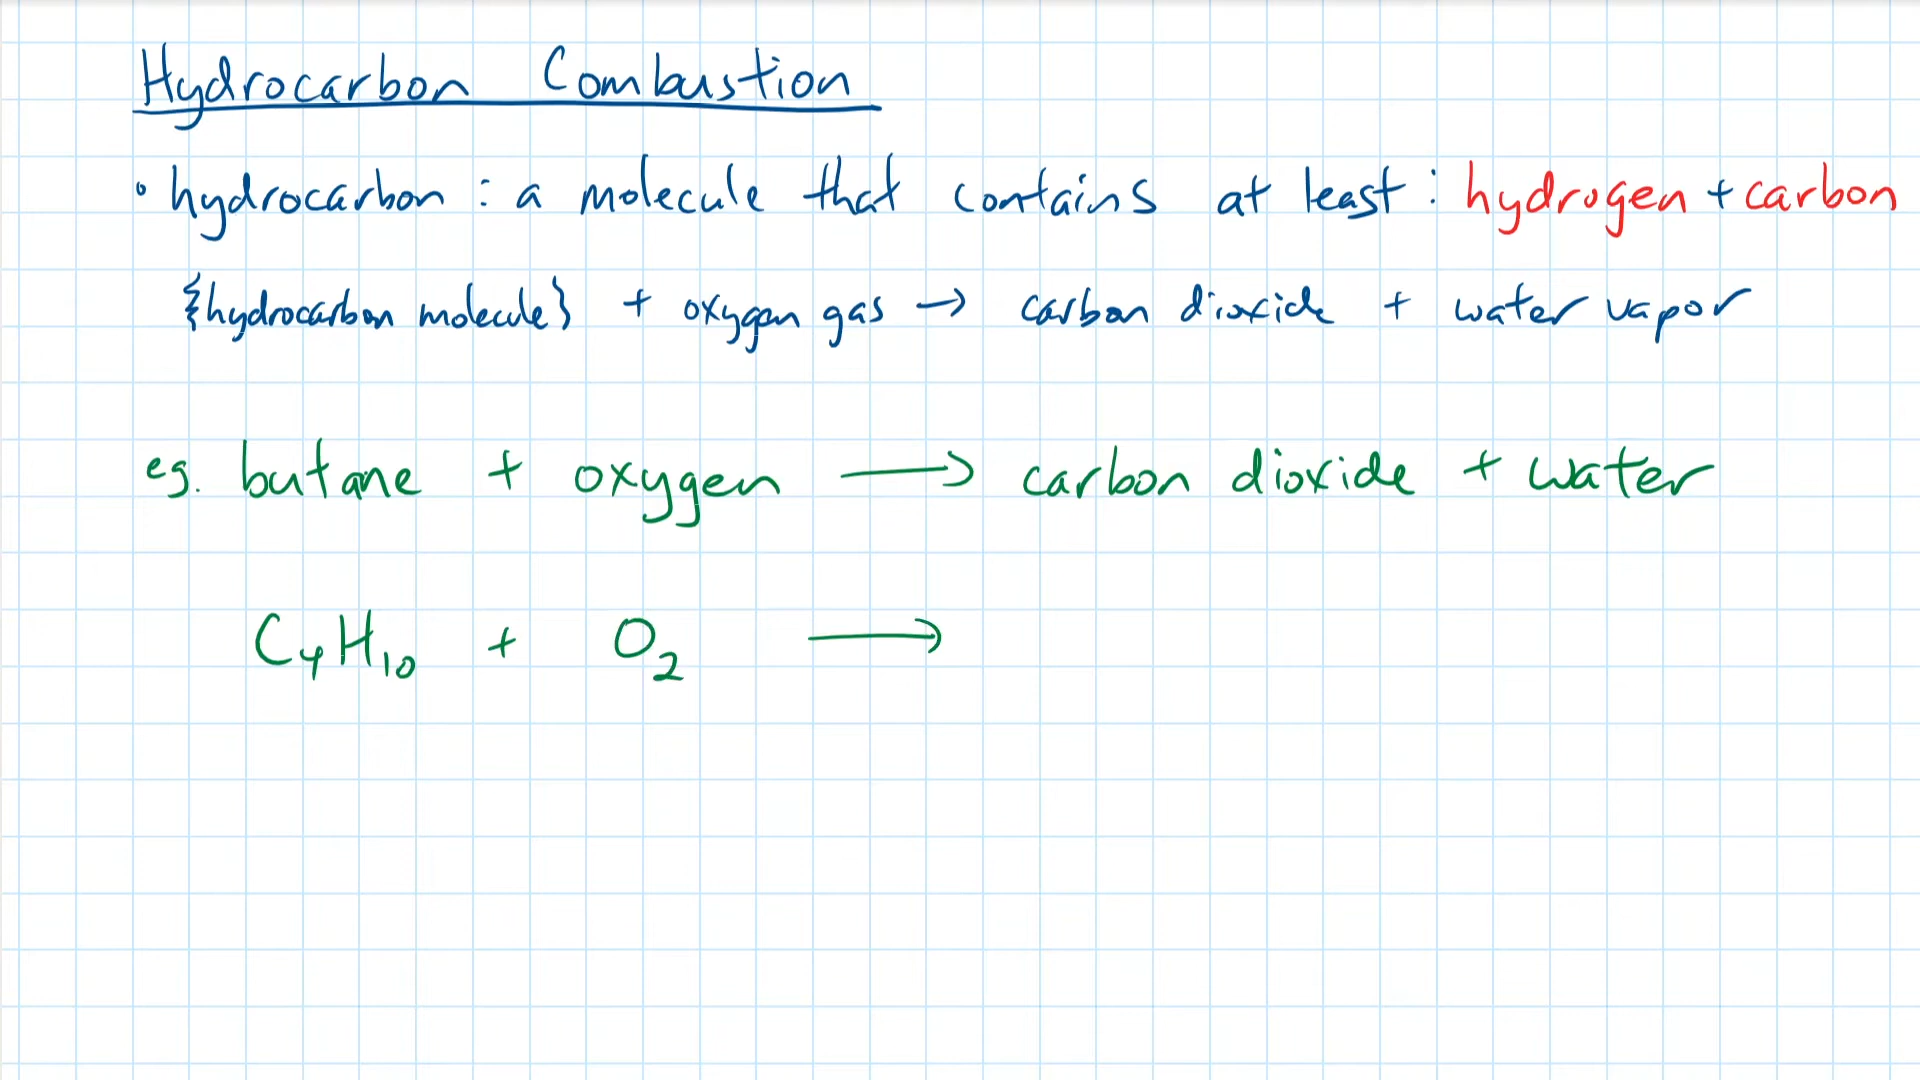 Hydrocarbon Combustion
• hydrocarbon : a molecule that contains at least : hydrogen + carbon
{hydrocarbon molecule} + oxygen gas → carbon dioxide + water vapor
eg. butane + oxygen → carbon dioxide + water
C₄H₁₀ + O₂ →